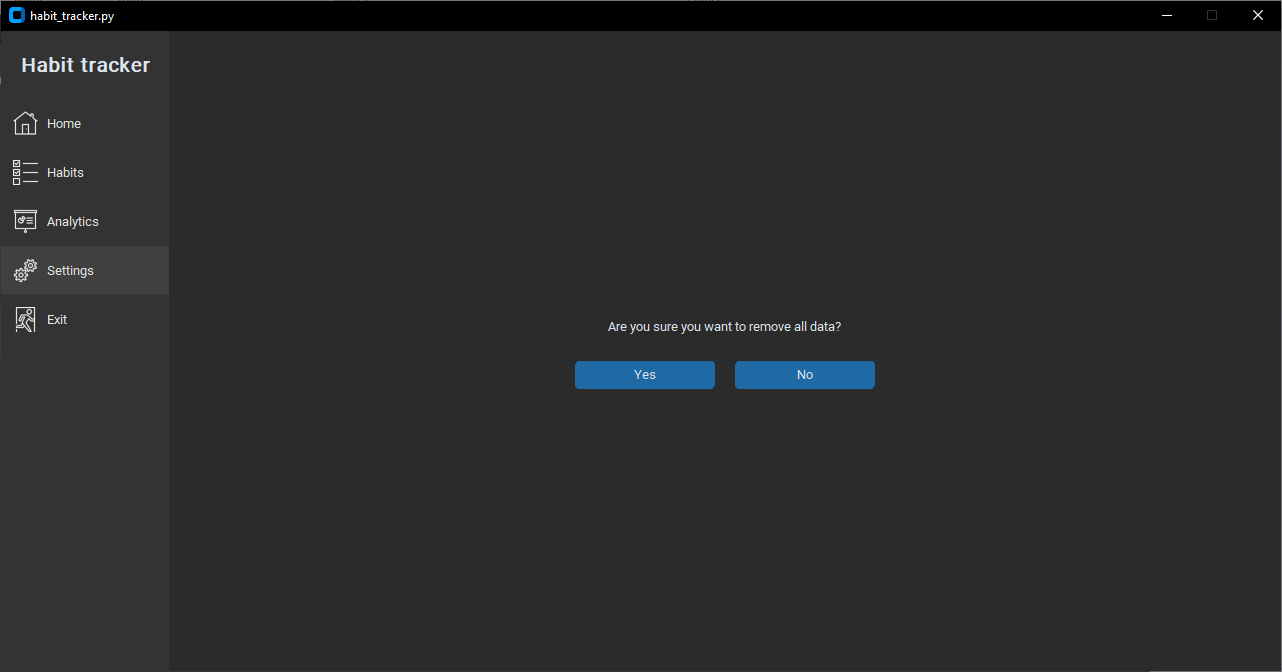 habit_tracker.py
Habit tracker
Home
Habits
Analytics
Settings
Exit
Are you sure you want to remove all data?
Yes No